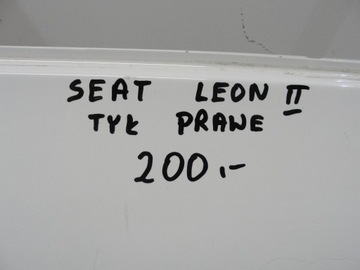 SEAT LEON II
TYŁ PRAWE
200,-